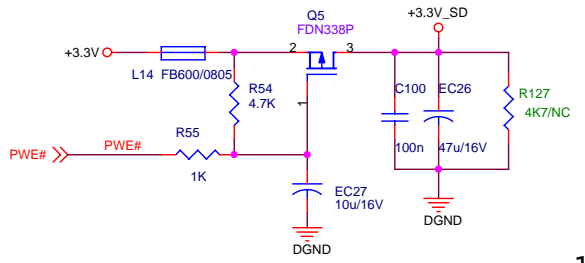 Q5
FDN338P
+3.3V_SD
+3.3V
2
3
L14
FB600/0805
R54
4.7K
1
C100
EC26
R127
4K7/NC
100n
47u/16V
R55
PWE#
PWE#
1K
EC27
10u/16V
DGND
DGND